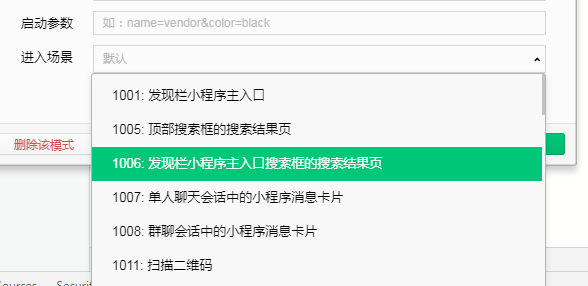 启动参数
如：name=vendor&color=black
进入场景
默认
1001: 发现栏小程序主入口
1005: 顶部搜索框的搜索结果页
删除该模式
1006: 发现栏小程序主入口搜索框的搜索结果页
1007: 单人聊天会话中的小程序消息卡片
1008: 群聊会话中的小程序消息卡片
1011: 扫描二维码